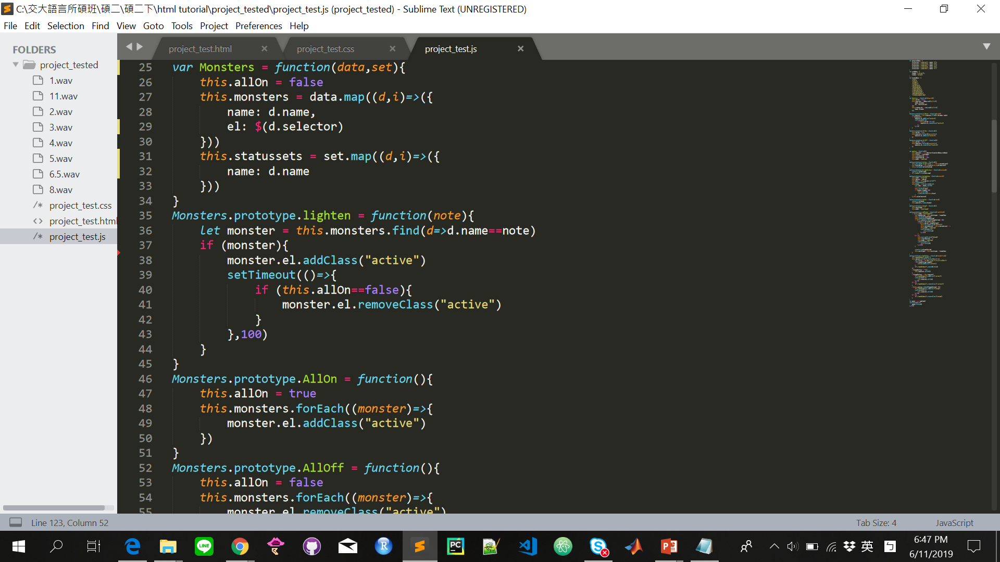 C:\交大語言所碩班\碩二\碩二下\html tutorial\project_tested\project_test.js (project_tested) - Sublime Text (UNREGISTERED)
File Edit Selection Find View Goto Tools Project Preferences Help
FOLDERS
project_tested
1.wav
11.wav
2.wav
3.wav
4.wav
5.wav
6.5.wav
8.wav
/* project_test.css
<> project_test.html
/* project_test.js
project_test.html × project_test.css × project_test.js ×
25 var Monsters = function(data,set){
26     this.allOn = false
27     this.monsters = data.map((d,i)=>({
28         name: d.name,
29         el: $(d.selector)
30     }))
31     this.statussets = set.map((d,i)=>({
32         name: d.name
33     }))
34 }
35 Monsters.prototype.lighten = function(note){
36     let monster = this.monsters.find(d=>d.name==note)
37     if (monster){
38         monster.el.addClass("active")
39         setTimeout(()=>{
40             if (this.allOn==false){
41                 monster.el.removeClass("active")
42             }
43         },100)
44     }
45 }
46 Monsters.prototype.AllOn = function(){
47     this.allOn = true
48     this.monsters.forEach((monster)=>{
49         monster.el.addClass("active")
50     })
51 }
52 Monsters.prototype.AllOff = function(){
53     this.allOn = false
54     this.monsters.forEach((monster)=>{
55         monster.el.removeClass("active")
Line 123, Column 52 Tab Size: 4 JavaScript
LINE R PC P 英 ㄅ 6:47 PM
6/11/2019